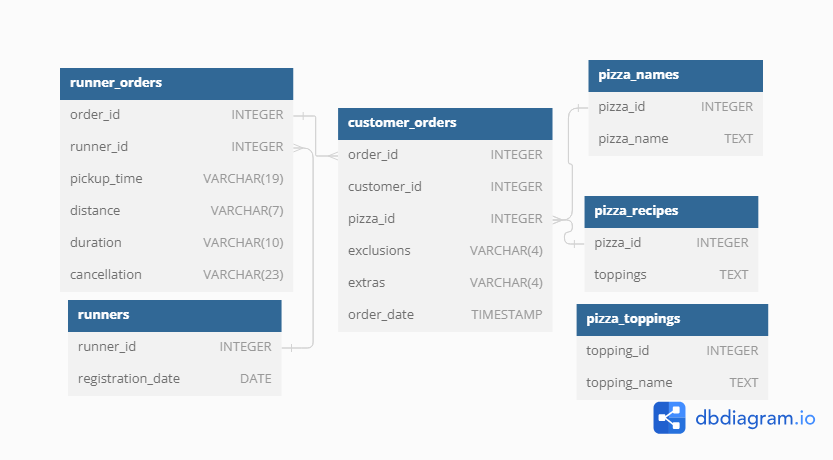 runner_orders
order_id INTEGER
runner_id INTEGER
pickup_time VARCHAR(19)
distance VARCHAR(7)
duration VARCHAR(10)
cancellation VARCHAR(23)
runners
runner_id INTEGER
registration_date DATE
customer_orders
order_id INTEGER
customer_id INTEGER
pizza_id INTEGER
exclusions VARCHAR(4)
extras VARCHAR(4)
order_date TIMESTAMP
pizza_names
pizza_id INTEGER
pizza_name TEXT
pizza_recipes
pizza_id INTEGER
toppings TEXT
pizza_toppings
topping_id INTEGER
topping_name TEXT
dbdiagram.io